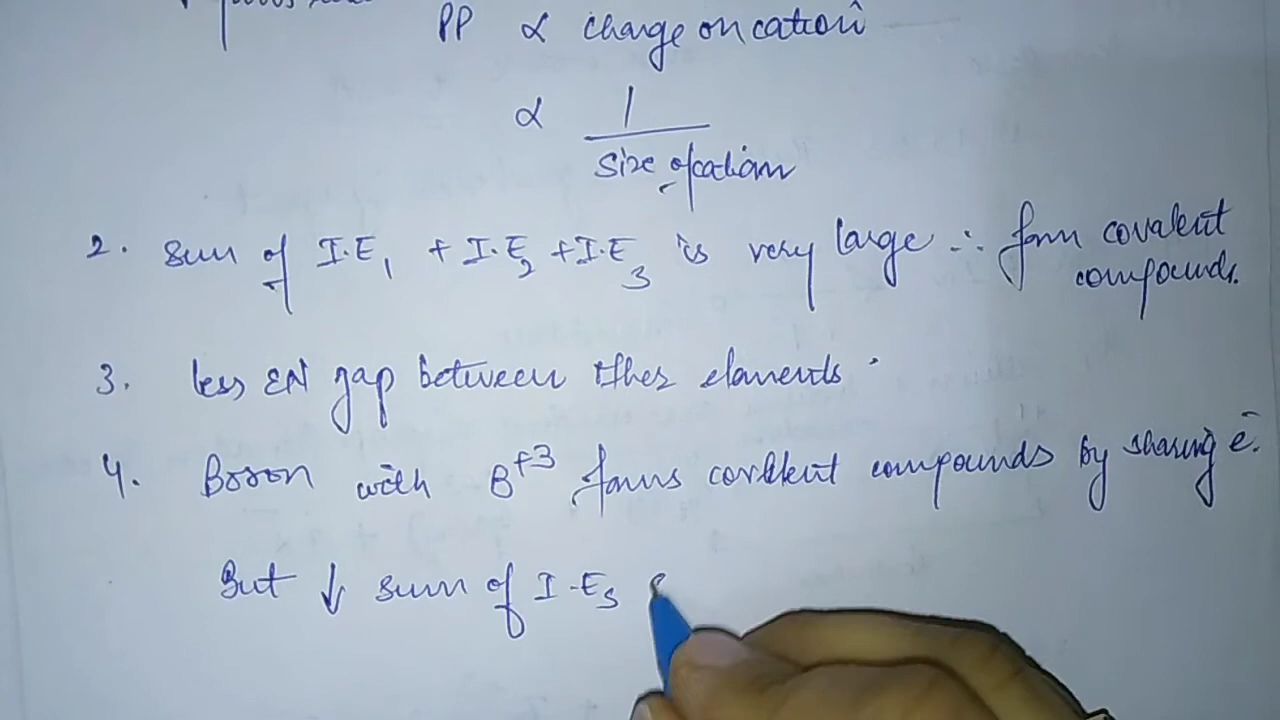 PP ∝ charge on cation
∝ 1
size of cation
2. Sum of I.E1 + I.E2 + I.E3 is very large ∴ form covalent
compounds.
3. less EN gap between other elements.
4. Boron with B+3 forms covalent compounds by sharing e-.
But ↓ sum of I.Es